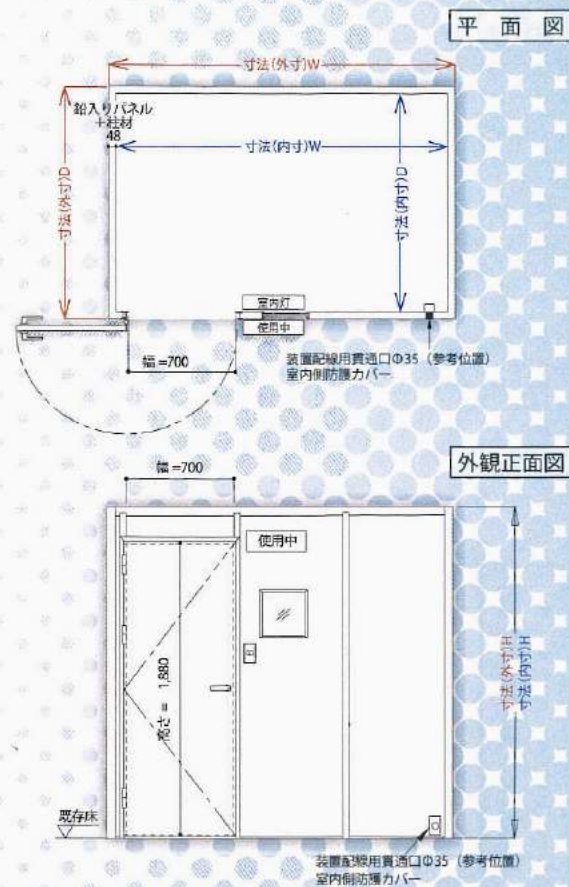 平面図
寸法(外寸)W
鉛入りパネル
+柱材
48
寸法(内寸)W
寸法(外寸)D
寸法(内寸)D
室内灯
使用中
幅=700
装置配線用貫通口Φ35（参考位置）
室内側防護カバー
外観正面図
幅=700
使用中
高さ= 1,880
寸法(外寸)H
寸法(内寸)H
既存床
装置配線用貫通口Φ35（参考位置）
室内側防護カバー